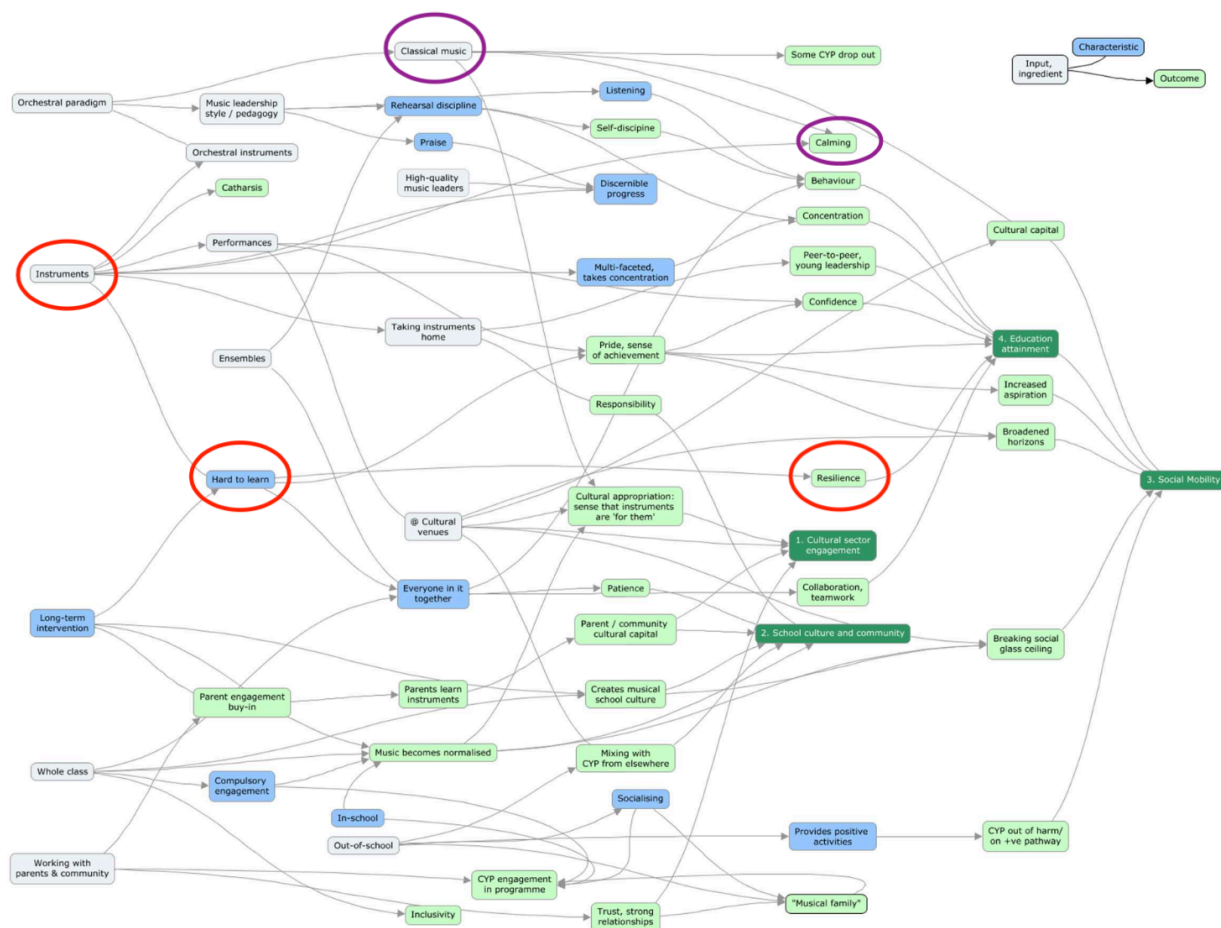 Classical music
Some CYP drop out
Characteristic
Input,
ingredient
Outcome
Orchestral paradigm
Music leadership
style / pedagogy
Rehearsal discipline
Listening
Self-discipine
Praise
Calming
Orchestral instruments
High-quality
music leaders
Discernible
progress
Behaviour
Catharsis
Concentration
Cultural capital
Performances
Instruments
Multi-faceted,
takes concentration
Peer-to-peer,
young leadership
Confidence
Taking instruments
home
Ensembles
Pride, sense
of achievement
4. Education
attainment
Increased
aspiration
Responsibility
Broadened
horizons
Hard to learn
Resilience
3. Social Mobility
Cultural appropriation:
sense that instruments
are 'for them'
@ Cultural
venues
1. Cultural sector
engagement
Everyone in it
together
Patience
Collaboration,
teamwork
Long-term
intervention
Parent / community
cultural capital
2. School culture and community
Breaking social
glass ceiling
Parent engagement
buy-in
Parents learn
instruments
Creates musical
school culture
Music becomes normalised
Mixing with
CYP from elsewhere
Whole class
Compulsory
engagement
Socialising
In-school
Out-of-school
Provides positive
activities
CYP out of harm/
on +ve pathway
Working with
parents & community
CYP engagement
in programme
"Musical family"
Inclusivity
Trust, strong
relationships